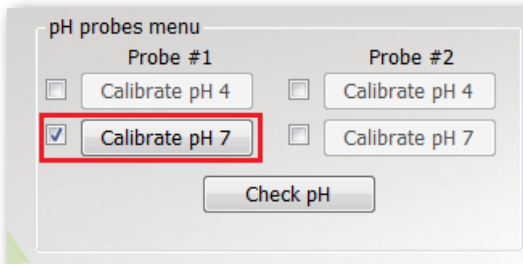 pH probes menu
Probe #1 Probe #2
Calibrate pH 4 Calibrate pH 4
Calibrate pH 7 Calibrate pH 7
Check pH